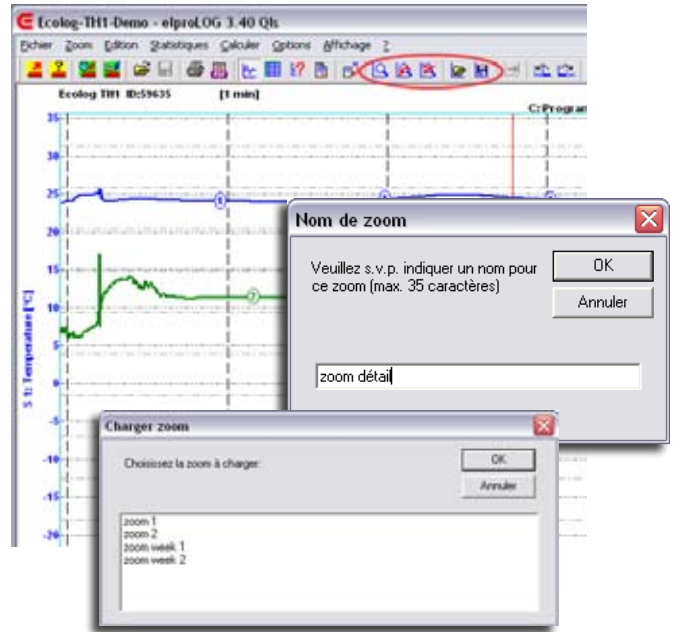 Ecolog-TH1-Demo - elproLOG 3.40 Qls
Fichier Zoom Edition Statistiques Calculer Options Affichage ?
Ecolog TH1 ID:59635 [1 min]
C:Program
35
30
25
20
15
10
5
0
-5
-10
-15
-20
S 1: Temperature [°C]
1
2
Nom de zoom
Veuillez s.v.p. indiquer un nom pour
ce zoom (max. 35 caractères)
OK
Annuler
zoom détail
Charger zoom
Choisissez la zoom à charger:
OK
Annuler
zoom 1
zoom 2
zoom week 1
zoom week 2